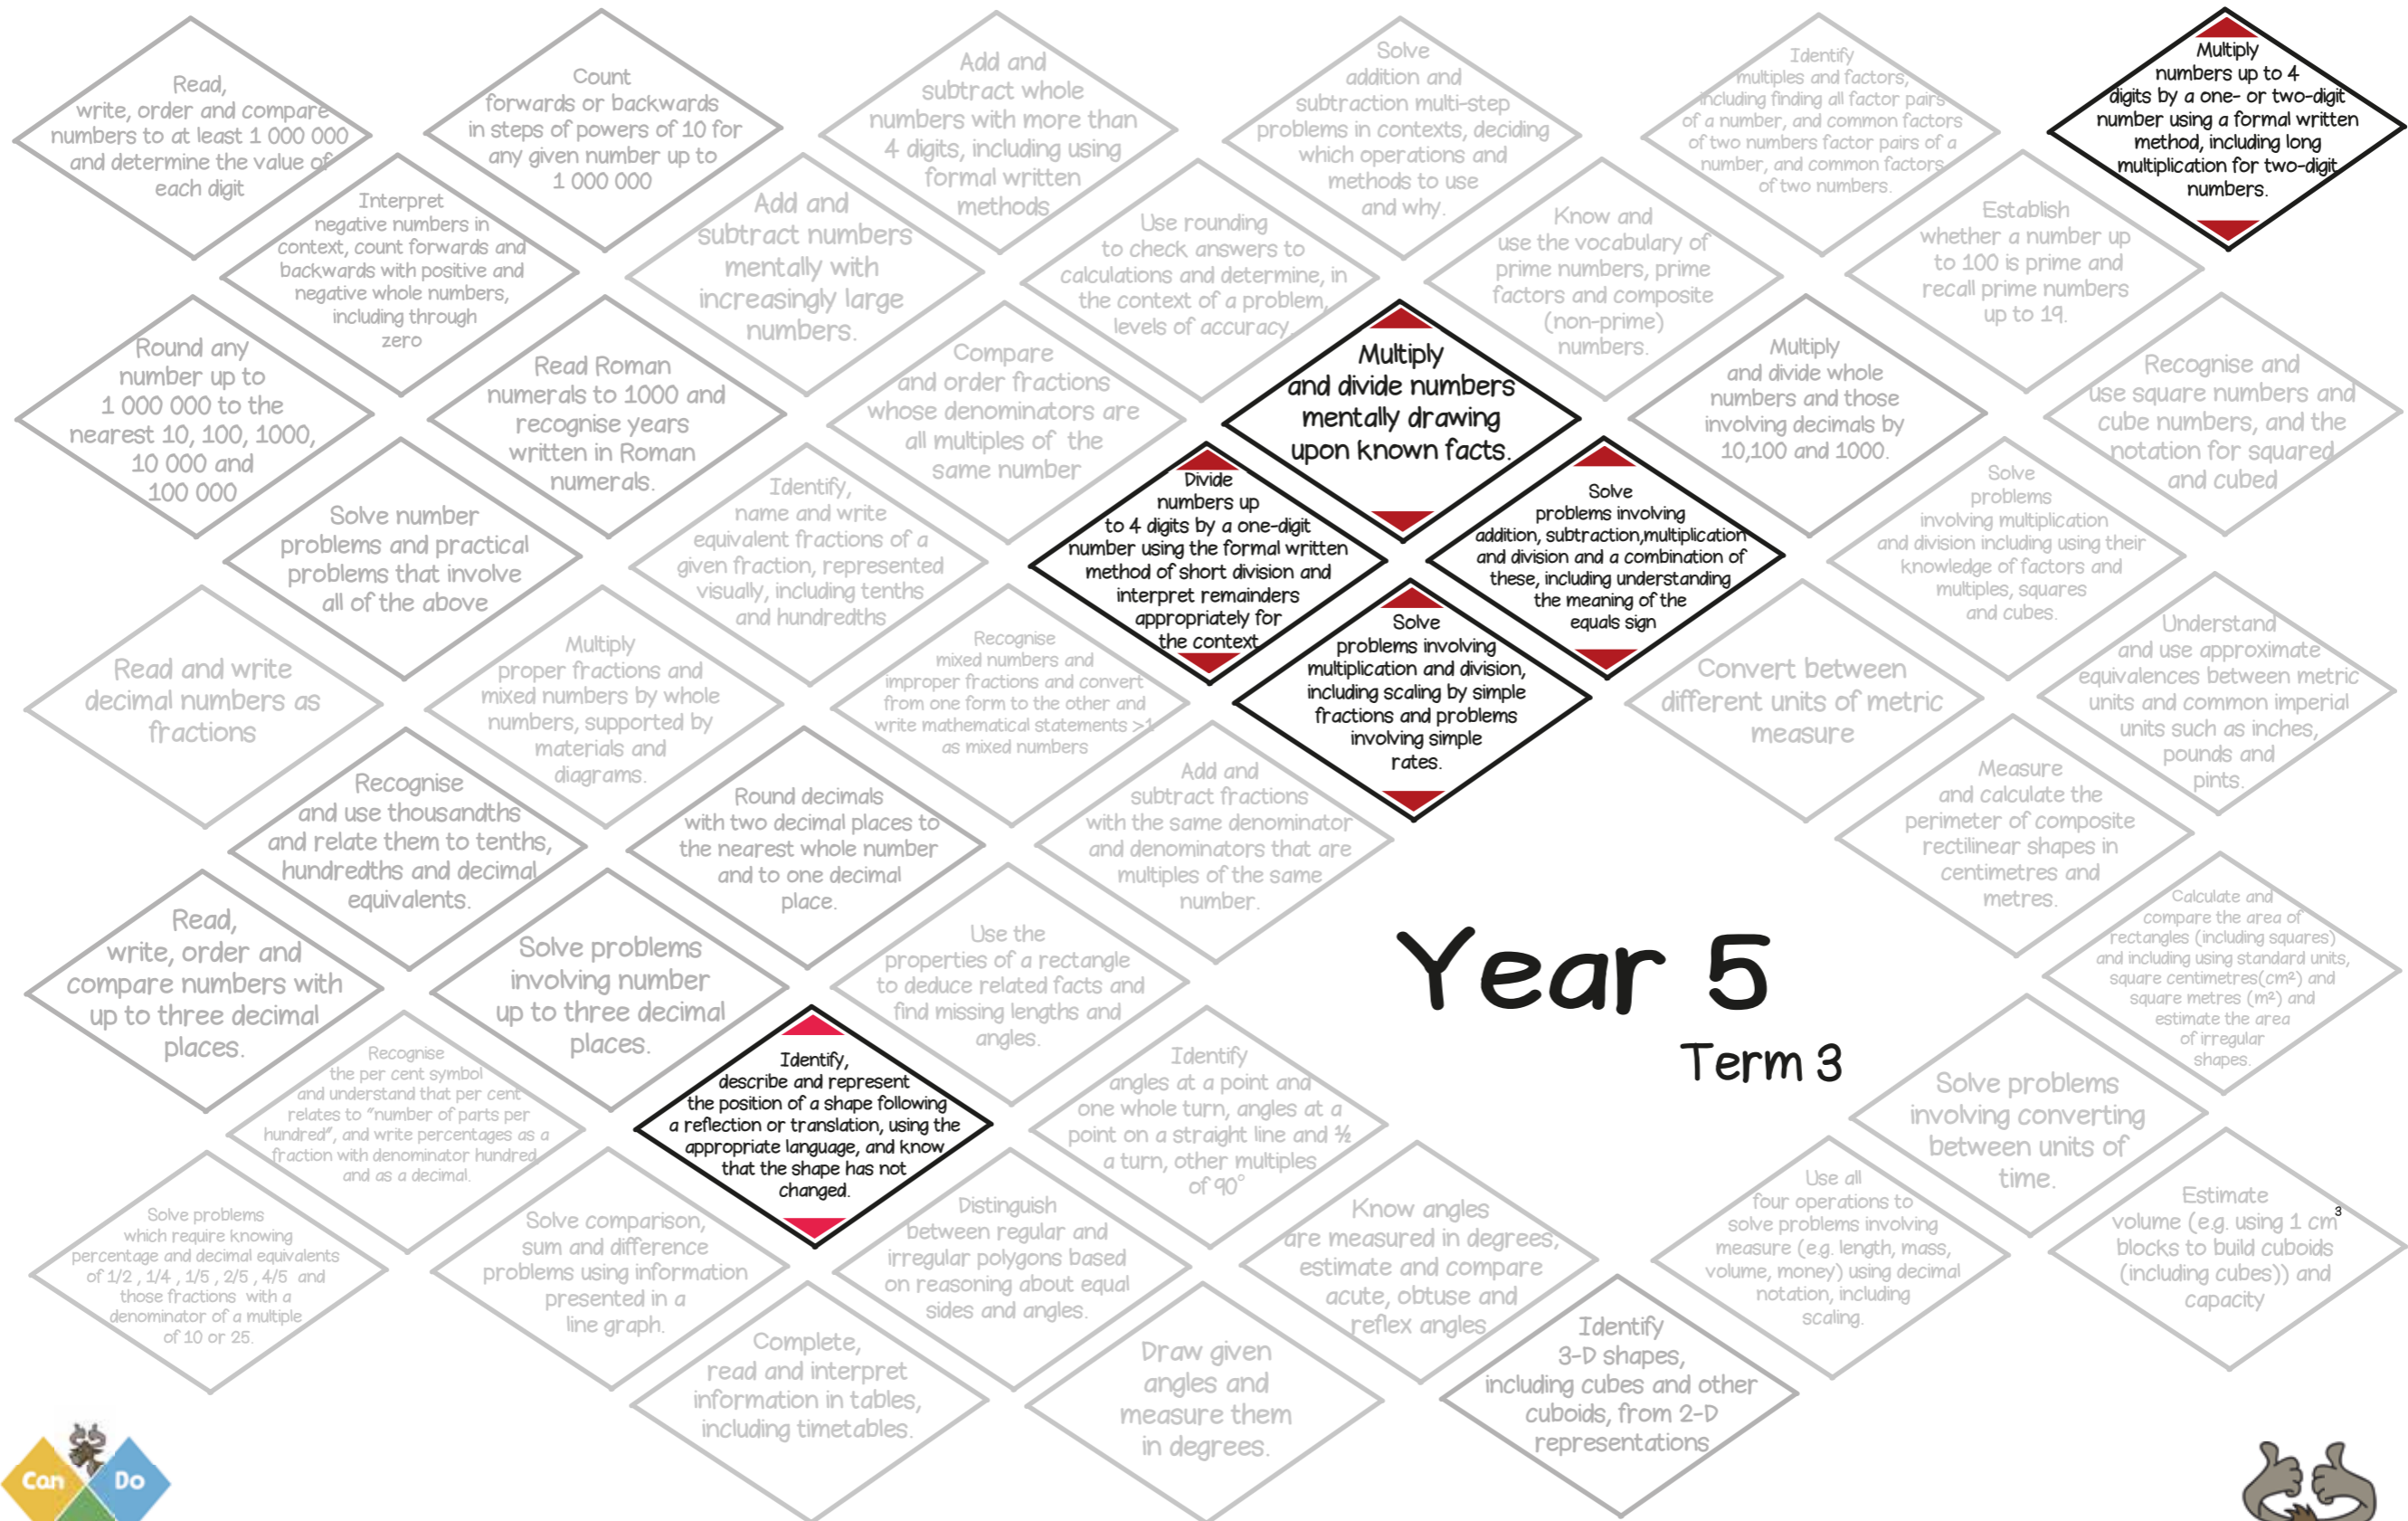 Read,
write, order and compare
numbers to at least 1 000 000
and determine the value of
each digit
Count
forwards or backwards
in steps of powers of 10 for
any given number up to
1 000 000
Add and
subtract whole
numbers with more than
4 digits, including using
formal written
methods
Solve
addition and
subtraction multi-step
problems in contexts, deciding
which operations and
methods to use
and why.
Identify
multiples and factors,
including finding all factor pairs
of a number, and common factors
of two numbers factor pairs of a
number, and common factors
of two numbers.
Multiply
numbers up to 4
digits by a one- or two-digit
number using a formal written
method, including long
multiplication for two-digit
numbers.
Interpret
negative numbers in
context, count forwards and
backwards with positive and
negative whole numbers,
including through
zero
Add and
subtract numbers
mentally with
increasingly large
numbers.
Use rounding
to check answers to
calculations and determine, in
the context of a problem,
levels of accuracy
Know and
use the vocabulary of
prime numbers, prime
factors and composite
(non-prime)
numbers.
Establish
whether a number up
to 100 is prime and
recall prime numbers
up to 19.
Round any
number up to
1 000 000 to the
nearest 10, 100, 1000,
10 000 and
100 000
Read Roman
numerals to 1000 and
recognise years
written in Roman
numerals.
Compare
and order fractions
whose denominators are
all multiples of the
same number
Multiply
and divide numbers
mentally drawing
upon known facts.
Multiply
and divide whole
numbers and those
involving decimals by
10,100 and 1000.
Recognise and
use square numbers and
cube numbers, and the
notation for squared
and cubed
Solve number
problems and practical
problems that involve
all of the above
Identify,
name and write
equivalent fractions of a
given fraction, represented
visually, including tenths
and hundredths
Divide
numbers up
to 4 digits by a one-digit
number using the formal written
method of short division and
interpret remainders
appropriately for
the context
Solve
problems involving
addition, subtraction,multiplication
and division and a combination of
these, including understanding
the meaning of the
equals sign
Solve
problems
involving multiplication
and division including using their
knowledge of factors and
multiples, squares
and cubes.
Read and write
decimal numbers as
fractions
Multiply
proper fractions and
mixed numbers by whole
numbers, supported by
materials and
diagrams.
Recognise
mixed numbers and
improper fractions and convert
from one form to the other and
write mathematical statements >1
as mixed numbers
Solve
problems involving
multiplication and division,
including scaling by simple
fractions and problems
involving simple
rates.
Convert between
different units of metric
measure
Understand
and use approximate
equivalences between metric
units and common imperial
units such as inches,
pounds and
pints.
Recognise
and use thousandths
and relate them to tenths,
hundredths and decimal
equivalents.
Round decimals
with two decimal places to
the nearest whole number
and to one decimal
place.
Add and
subtract fractions
with the same denominator
and denominators that are
multiples of the same
number.
Measure
and calculate the
perimeter of composite
rectilinear shapes in
centimetres and
metres.
Read,
write, order and
compare numbers with
up to three decimal
places.
Solve problems
involving number
up to three decimal
places.
Use the
properties of a rectangle
to deduce related facts and
find missing lengths and
angles.
Year 5
Term 3
Calculate and
compare the area of
rectangles (including squares)
and including using standard units,
square centimetres(cm²) and
square metres (m²) and
estimate the area
of irregular
shapes.
Recognise
the per cent symbol
and understand that per cent
relates to "number of parts per
hundred", and write percentages as a
fraction with denominator hundred
and as a decimal.
Identify,
describe and represent
the position of a shape following
a reflection or translation, using the
appropriate language, and know
that the shape has not
changed.
Identify
angles at a point and
one whole turn, angles at a
point on a straight line and ½
a turn, other multiples
of 90°
Solve problems
involving converting
between units of
time.
Solve problems
which require knowing
percentage and decimal equivalents
of 1/2 , 1/4 , 1/5 , 2/5 , 4/5 and
those fractions with a
denominator of a multiple
of 10 or 25.
Solve comparison,
sum and difference
problems using information
presented in a
line graph.
Distinguish
between regular and
irregular polygons based
on reasoning about equal
sides and angles.
Know angles
are measured in degrees,
estimate and compare
acute, obtuse and
reflex angles
Use all
four operations to
solve problems involving
measure (e.g. length, mass,
volume, money) using decimal
notation, including
scaling.
Estimate
volume (e.g. using 1 cm³
blocks to build cuboids
(including cubes)) and
capacity
Complete,
read and interpret
information in tables,
including timetables.
Draw given
angles and
measure them
in degrees.
Identify
3-D shapes,
including cubes and other
cuboids, from 2-D
representations
Can Do